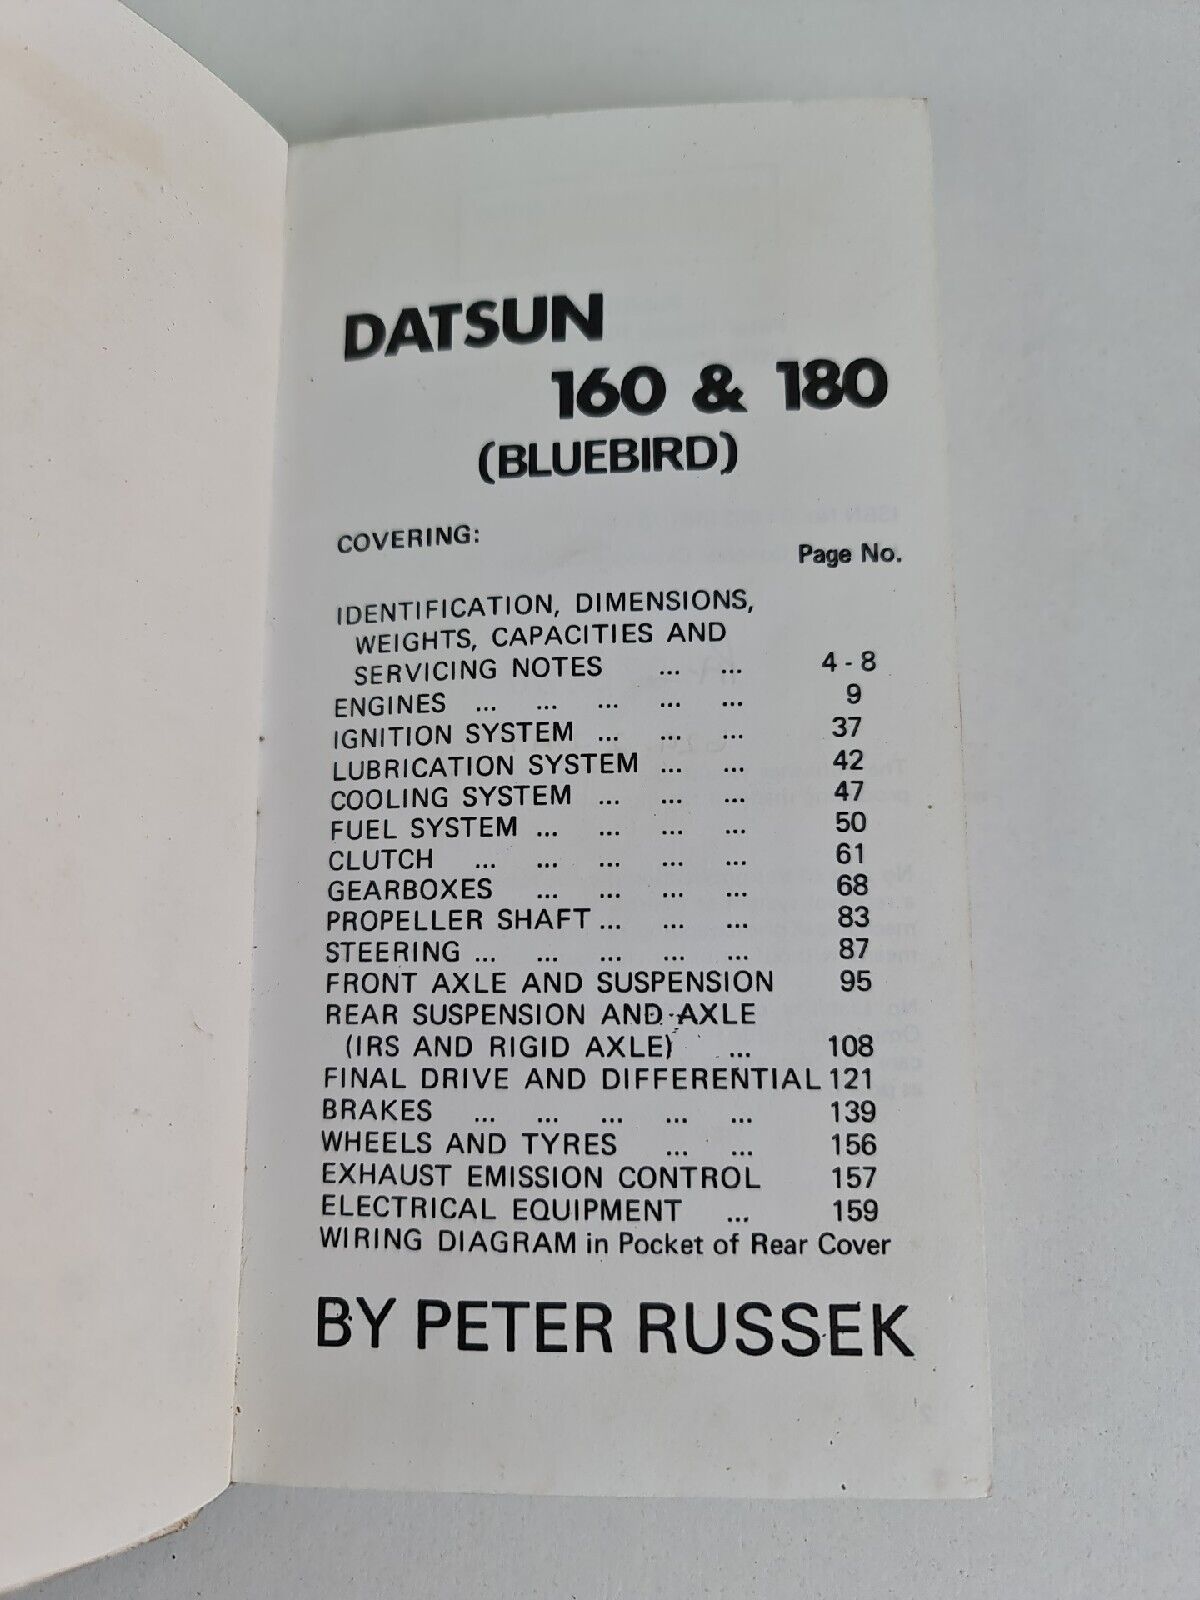 DATSUN
160 & 180
(BLUEBIRD)
COVERING:
Page No.
IDENTIFICATION, DIMENSIONS,
WEIGHTS, CAPACITIES AND
SERVICING NOTES ... ... 4 - 8
ENGINES ... ... ... ... ... 9
IGNITION SYSTEM ... ... ... 37
LUBRICATION SYSTEM ... ... 42
COOLING SYSTEM ... ... ... 47
FUEL SYSTEM ... ... ... ... 50
CLUTCH ... ... ... ... ... 61
GEARBOXES ... ... ... ... 68
PROPELLER SHAFT ... ... ... 83
STEERING ... ... ... ... ... 87
FRONT AXLE AND SUSPENSION 95
REAR SUSPENSION AND AXLE
(IRS AND RIGID AXLE) ... 108
FINAL DRIVE AND DIFFERENTIAL 121
BRAKES ... ... ... ... ... 139
WHEELS AND TYRES ... ... 156
EXHAUST EMISSION CONTROL 157
ELECTRICAL EQUIPMENT ... 159
WIRING DIAGRAM in Pocket of Rear Cover
BY PETER RUSSEK